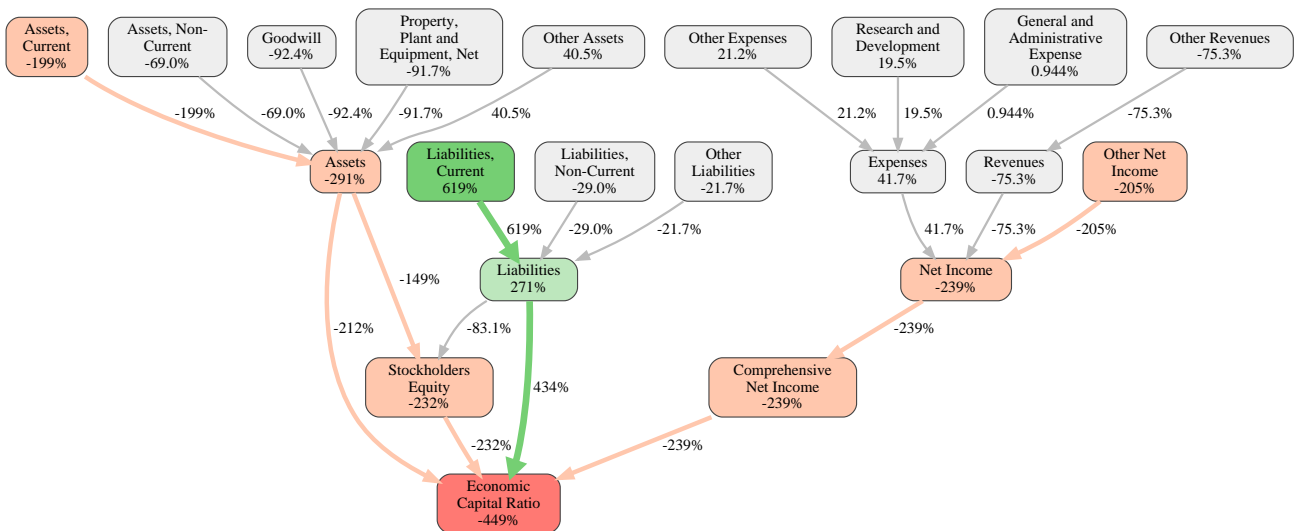 Assets,
Current
-199%
Assets, Non-
Current
-69.0%
Goodwill
-92.4%
Property,
Plant and
Equipment, Net
-91.7%
Other Assets
40.5%
Other Expenses
21.2%
Research and
Development
19.5%
General and
Administrative
Expense
0.944%
Other Revenues
-75.3%
-199%
-69.0%
-92.4%
-91.7%
40.5%
21.2%
19.5%
0.944%
-75.3%
Assets
-291%
Liabilities,
Current
619%
Liabilities,
Non-Current
-29.0%
Other
Liabilities
-21.7%
Expenses
41.7%
Revenues
-75.3%
Other Net
Income
-205%
619%
-29.0%
-21.7%
41.7%
-75.3%
-205%
-149%
Liabilities
271%
Net Income
-239%
-212%
-83.1%
-239%
Stockholders
Equity
-232%
434%
Comprehensive
Net Income
-239%
-232%
-239%
Economic
Capital Ratio
-449%